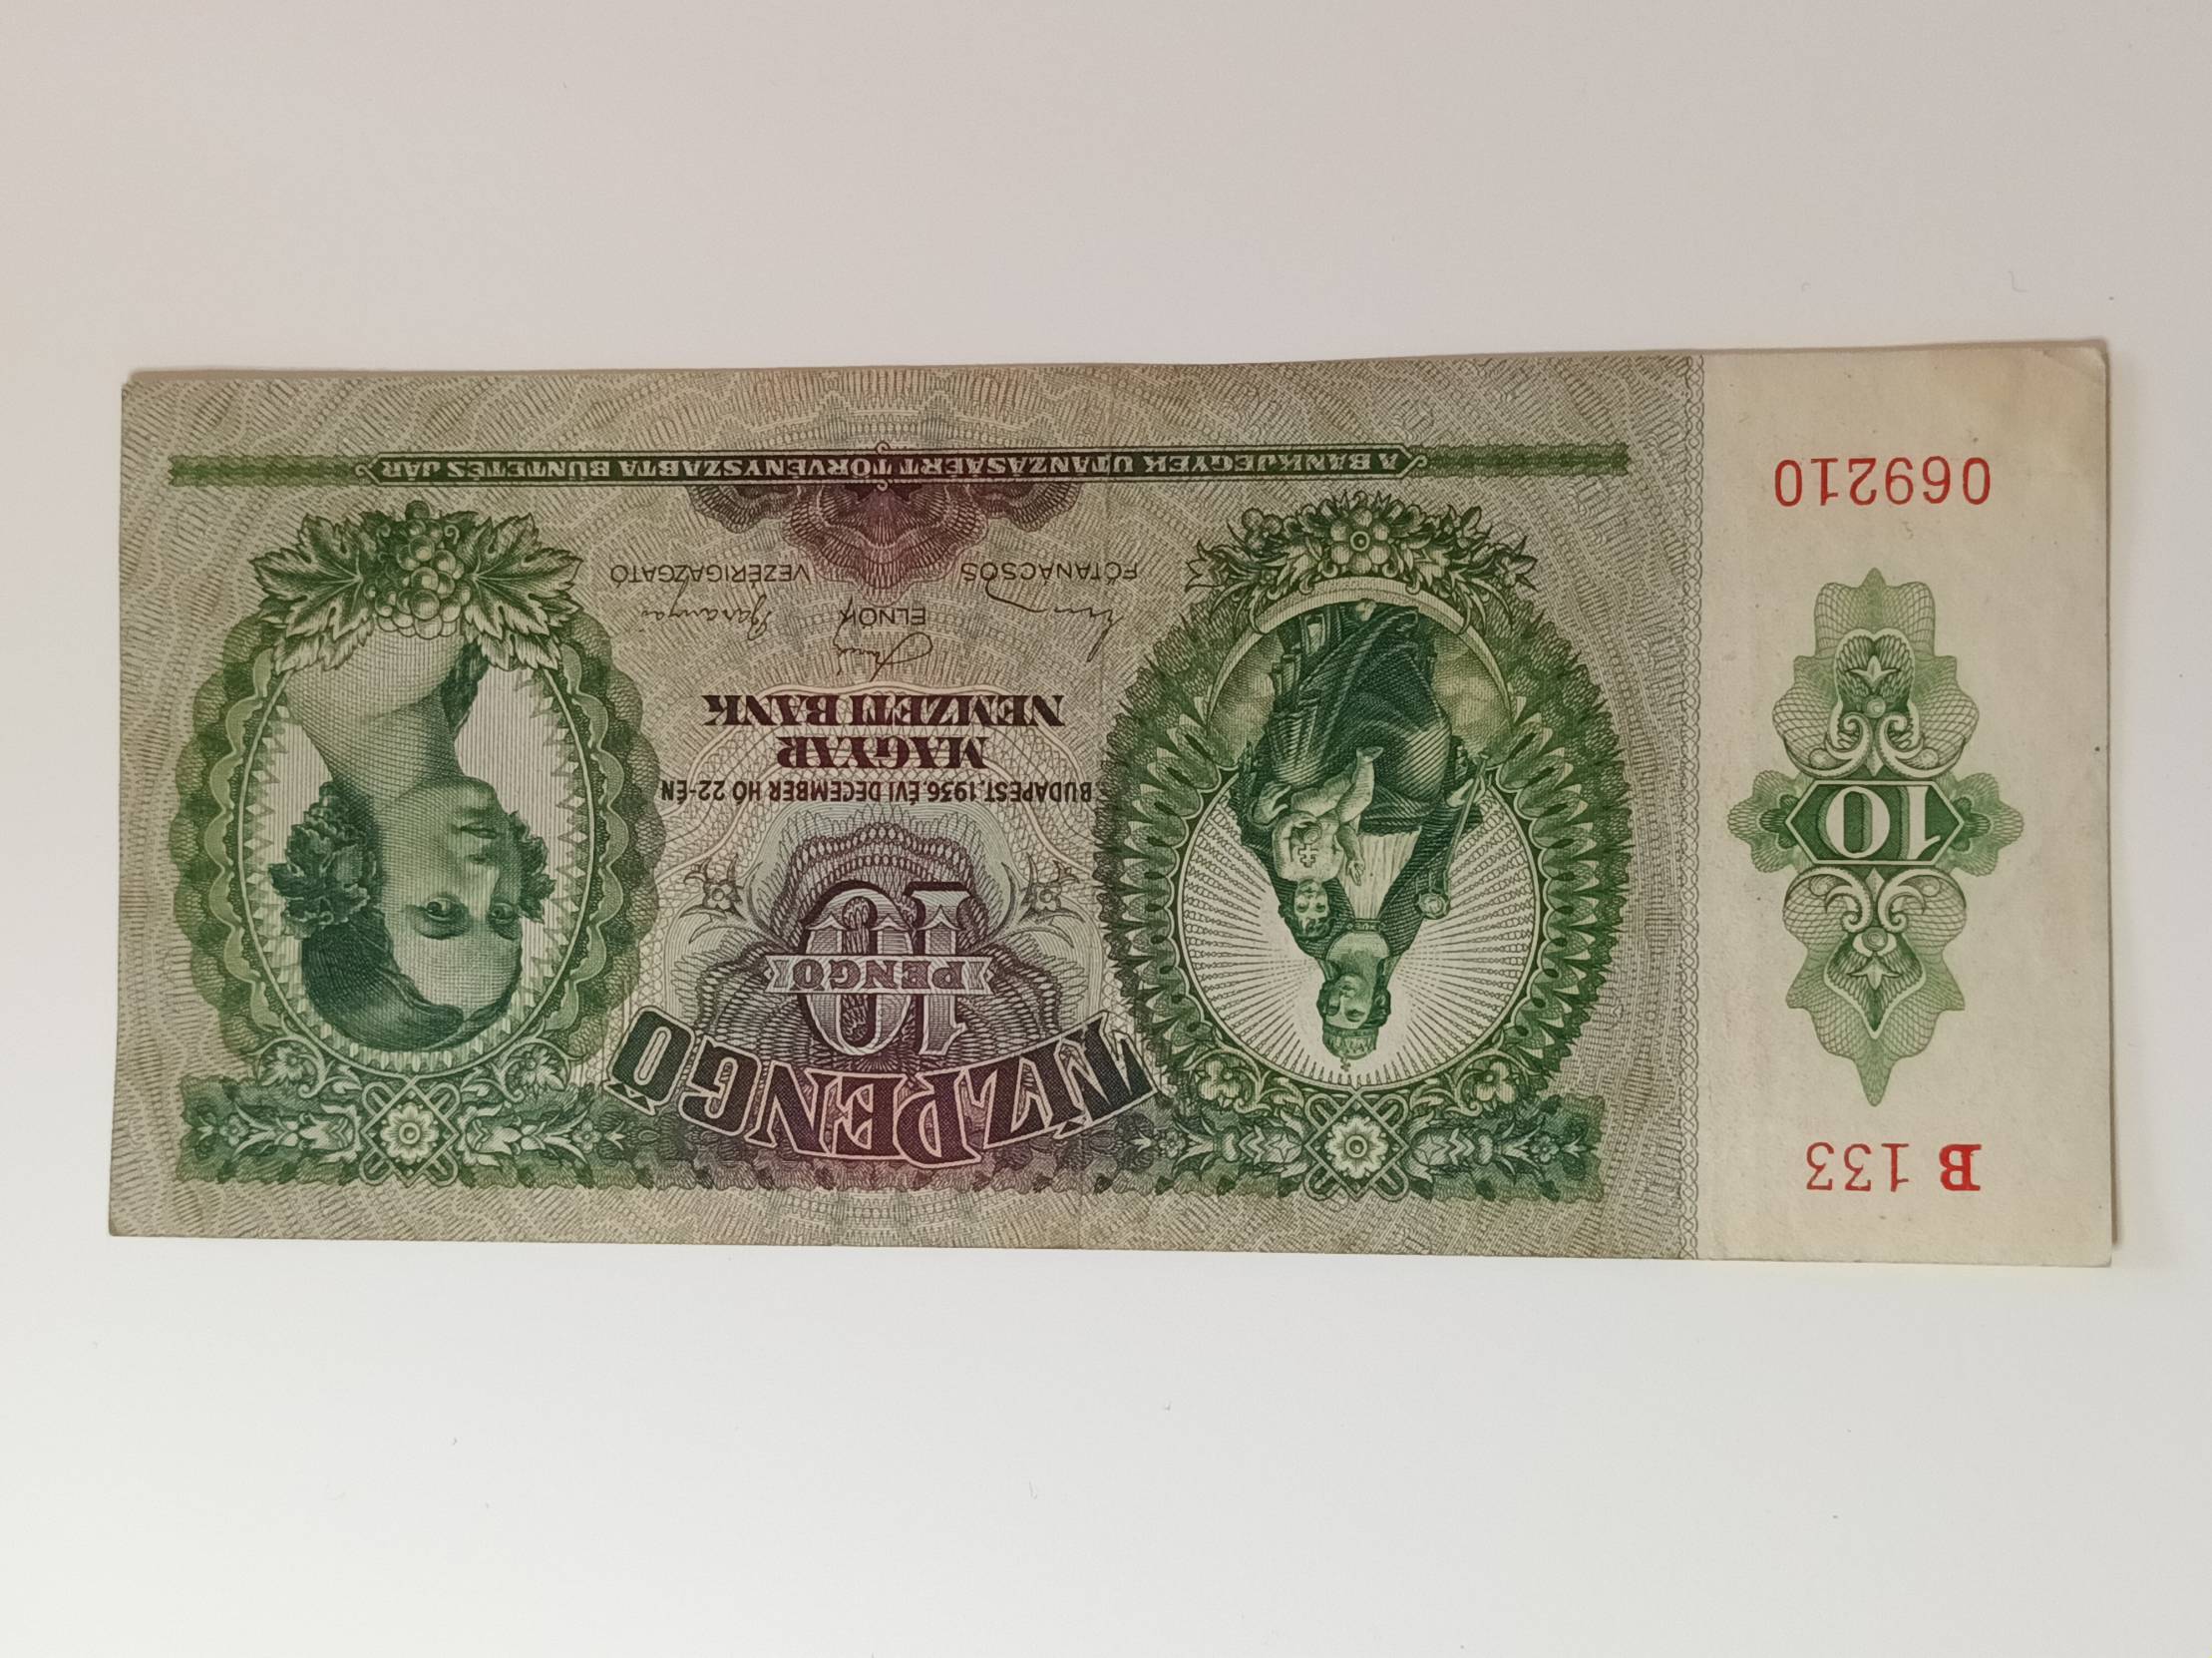 B 133
10
069210
TÍZ PENGŐ
10
PENGŐ
BUDAPEST, 1936. ÉVI DECEMBER HÓ 22-ÉN
MAGYAR
NEMZETI BANK
ELNÖK
FŐTANÁCSOS
VEZÉRIGAZGATÓ
A BANKJEGYEK UTÁNZÁSÁÉRT TÖRVÉNYSZABTA BÜNTETÉS JÁR